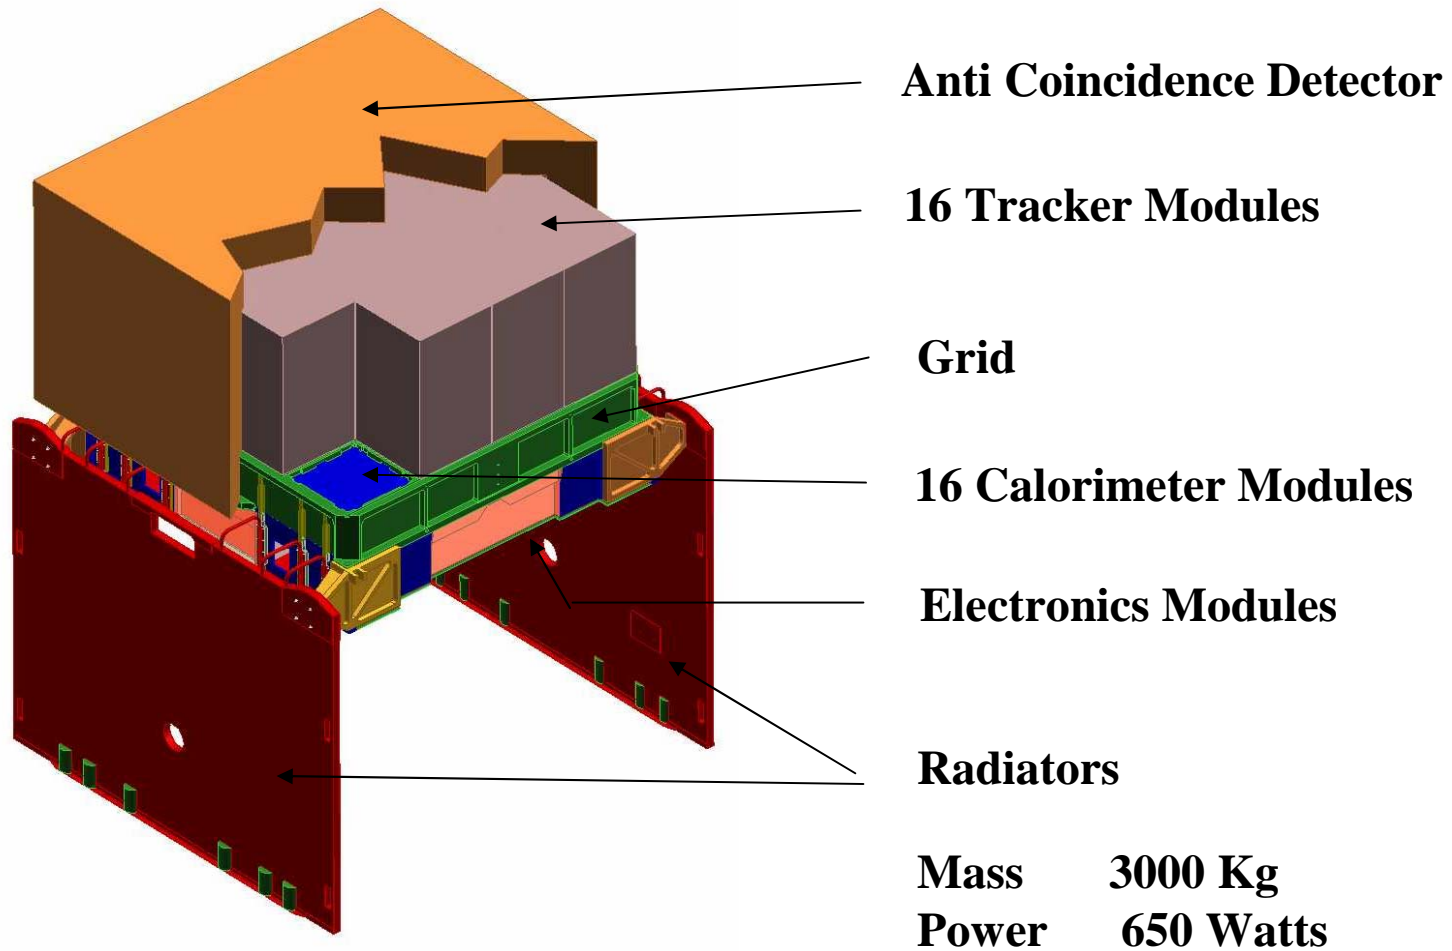 Anti Coincidence Detector
16 Tracker Modules
Grid
16 Calorimeter Modules
Electronics Modules
Radiators
Mass 3000 Kg
Power 650 Watts